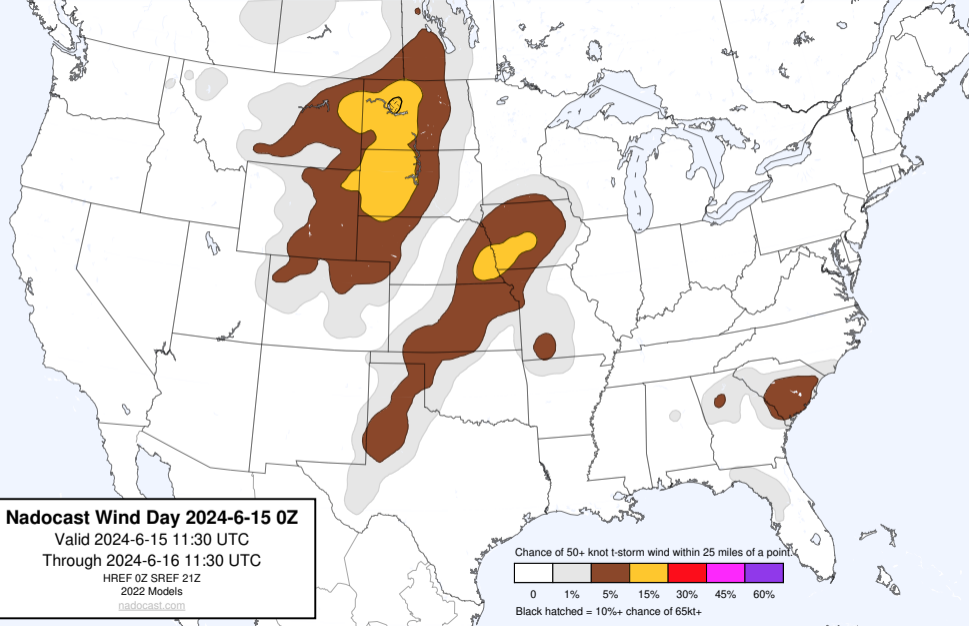 Nadocast Wind Day 2024-6-15 0Z
Valid 2024-6-15 11:30 UTC
Through 2024-6-16 11:30 UTC
HREF 0Z SREF 21Z
2022 Models
nadocast.com
Chance of 50+ knot t-storm wind within 25 miles of a point.
0 1% 5% 15% 30% 45% 60%
Black hatched = 10%+ chance of 65kt+